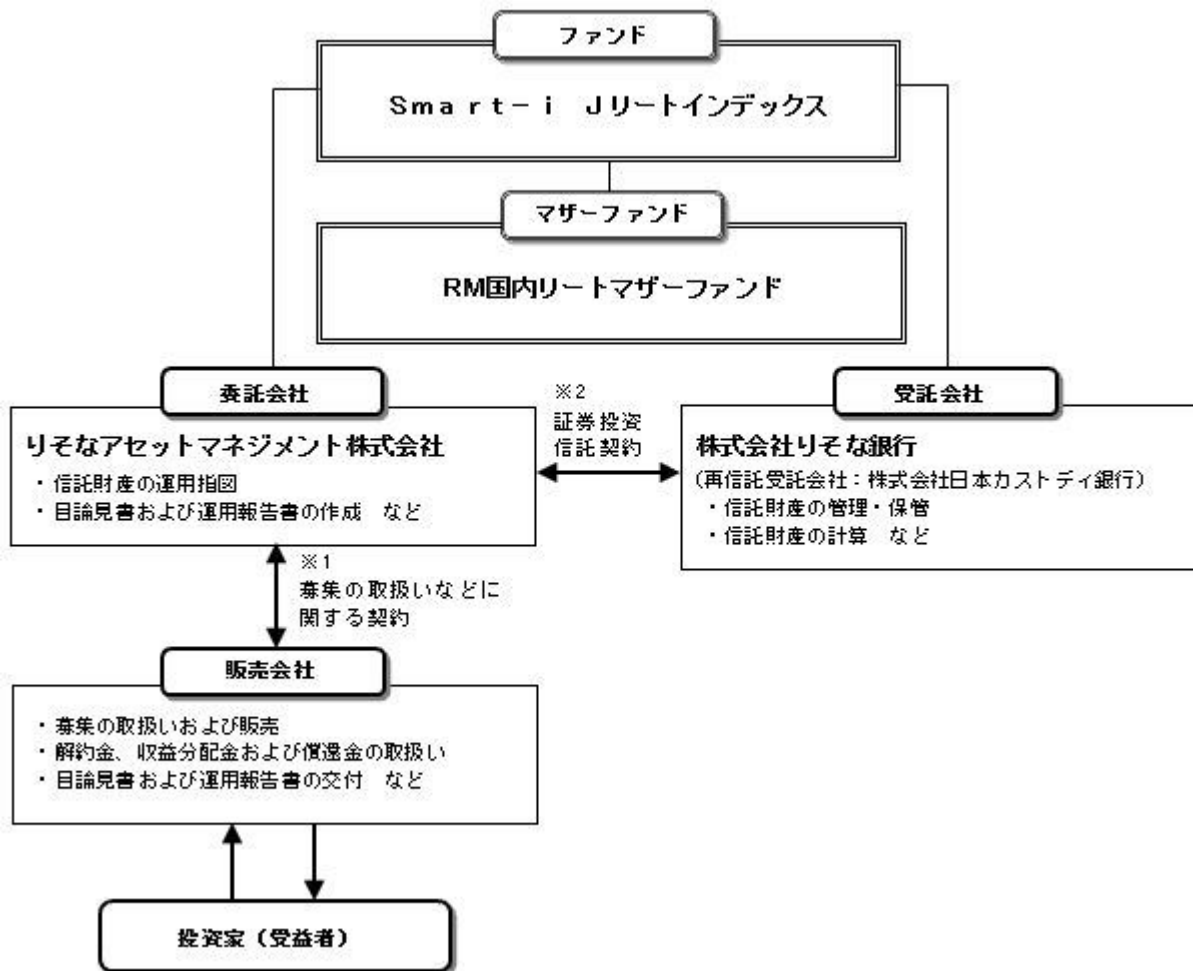 ファンド
Ｓｍａｒｔ－ｉ　Ｊリートインデックス
マザーファンド
RM国内リートマザーファンド
委託会社
りそなアセットマネジメント株式会社
・信託財産の運用指図
・目論見書および運用報告書の作成　など
※2
証券投資
信託契約
受託会社
株式会社りそな銀行
（再信託受託会社：株式会社日本カストディ銀行）
・信託財産の管理・保管
・信託財産の計算　など
※1
募集の取扱いなどに
関する契約
販売会社
・募集の取扱いおよび販売
・解約金、収益分配金および償還金の取扱い
・目論見書および運用報告書の交付　など
投資家（受益者）